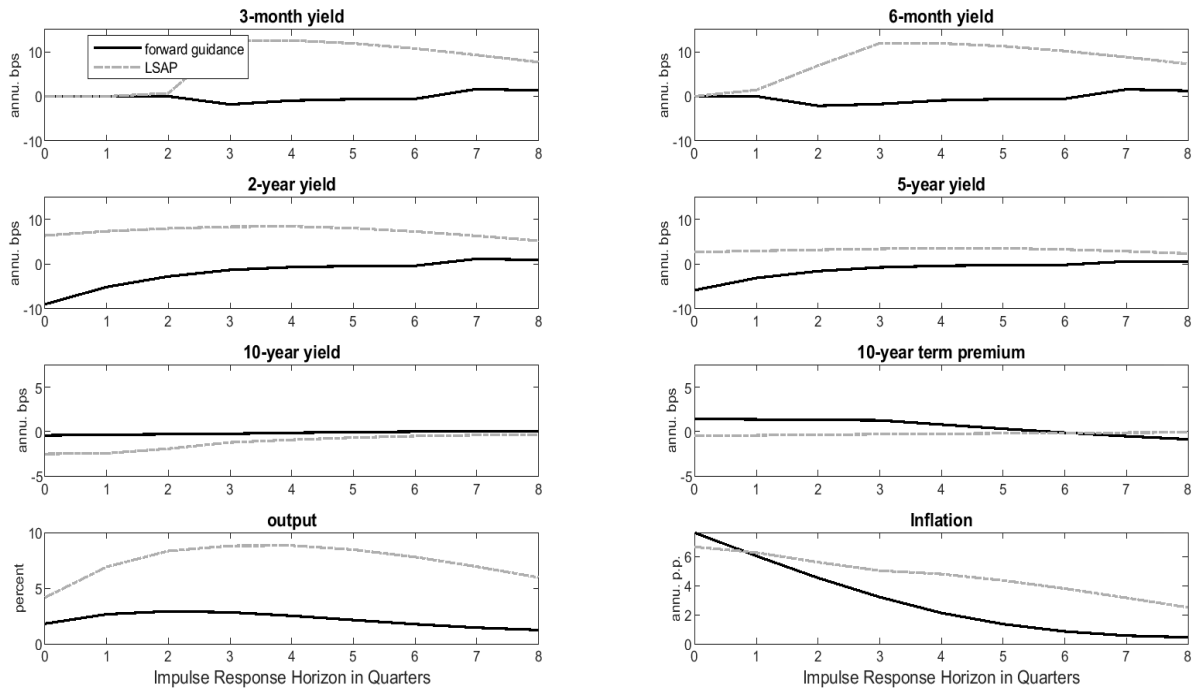 3-month yield
annu. bps
10
0
-10
forward guidance
LSAP
0 1 2 3 4 5 6 7 8
6-month yield
annu. bps
10
0
-10
0 1 2 3 4 5 6 7 8
2-year yield
annu. bps
10
0
-10
0 1 2 3 4 5 6 7 8
5-year yield
annu. bps
10
0
-10
0 1 2 3 4 5 6 7 8
10-year yield
annu. bps
5
0
-5
0 1 2 3 4 5 6 7 8
10-year term premium
annu. bps
5
0
-5
0 1 2 3 4 5 6 7 8
output
percent
10
5
0
0 1 2 3 4 5 6 7 8
Impulse Response Horizon in Quarters
Inflation
annu. p.p.
6
4
2
0
0 1 2 3 4 5 6 7 8
Impulse Response Horizon in Quarters